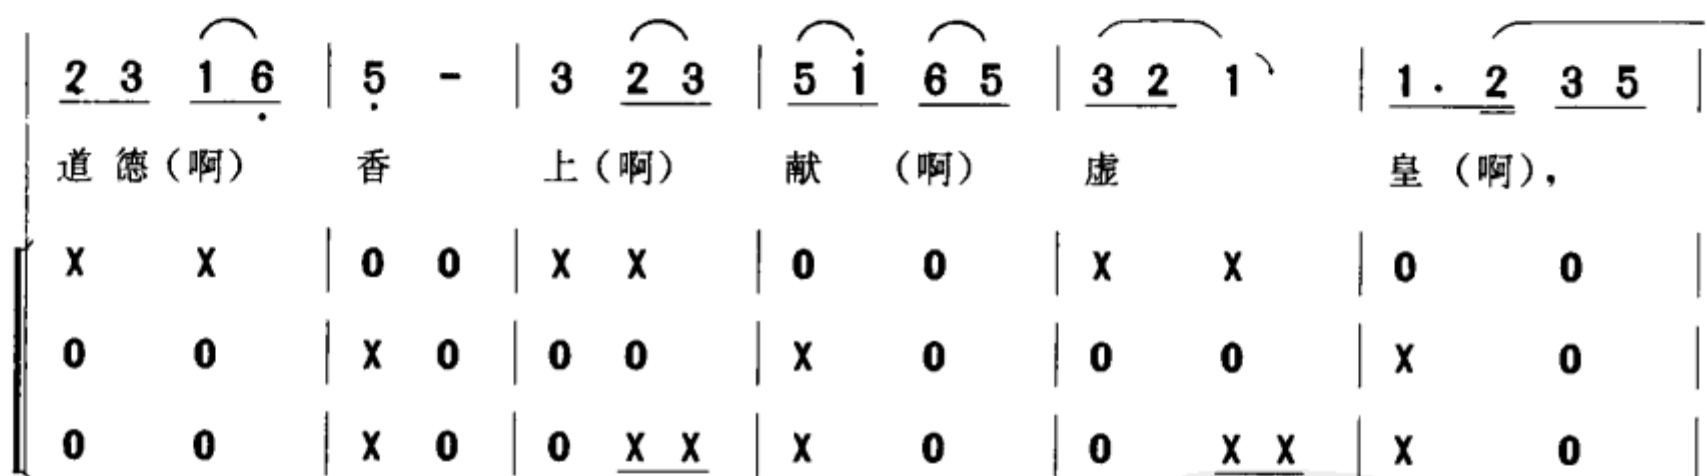 2 3 1 6̣ | 5̣ - | 3 2 3 | 5 i̇ 6 5 | 3 2 1 | 1 . 2 3 5 |
道 德（啊） 香 上（啊） 献 （啊） 虚 皇（啊），
X X | 0 0 | X X | 0 0 | X X | 0 0 |
0 0 | X 0 | 0 0 | X 0 | 0 0 | X 0 |
0 0 | X 0 | 0 X X | X 0 | 0 X X | X 0 |